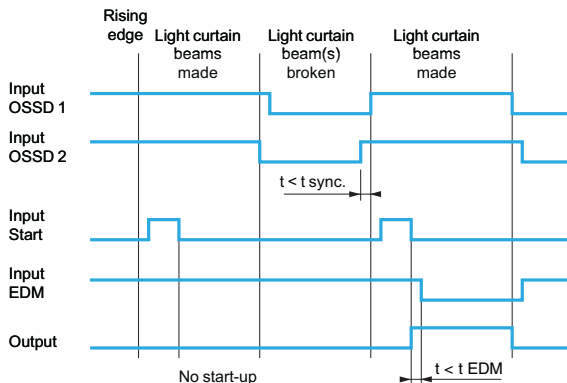 Rising
edge
Light curtain
beams
made
Light curtain
beam(s)
broken
Light curtain
beams
made
Input
OSSD 1
Input
OSSD 2
t < t sync.
Input
Start
Input
EDM
Output
No start-up
t < t EDM